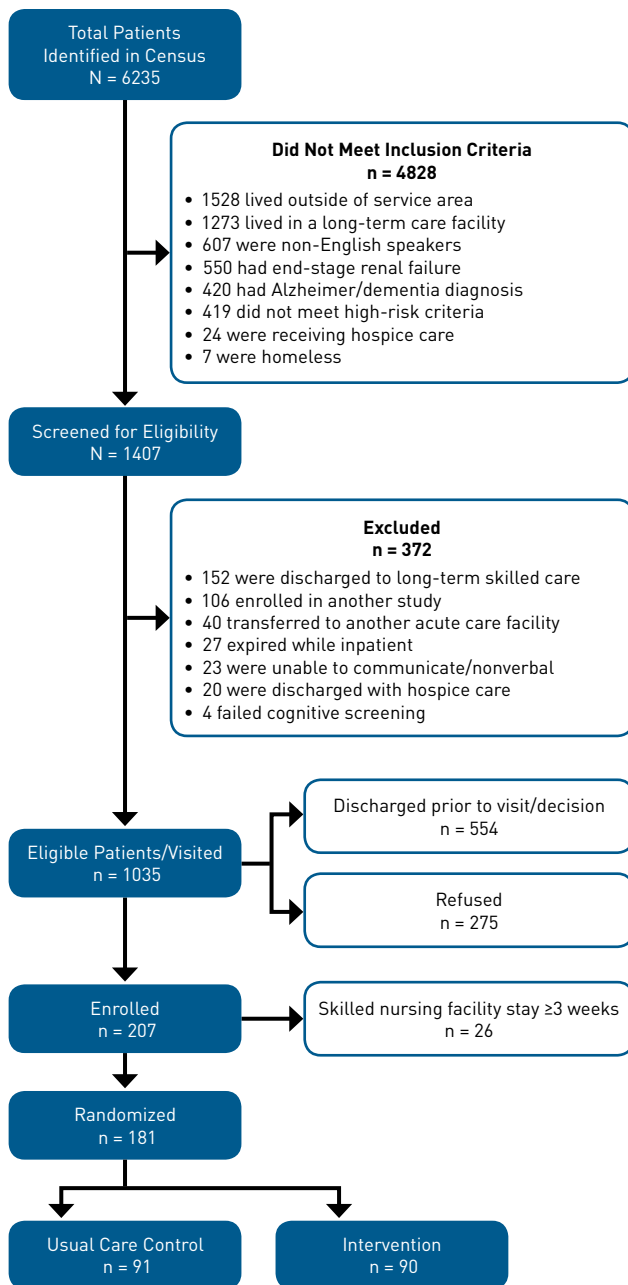 Total Patients
Identified in Census
N = 6235
Did Not Meet Inclusion Criteria
n = 4828
• 1528 lived outside of service area
• 1273 lived in a long-term care facility
• 607 were non-English speakers
• 550 had end-stage renal failure
• 420 had Alzheimer/dementia diagnosis
• 419 did not meet high-risk criteria
• 24 were receiving hospice care
• 7 were homeless
Screened for Eligibility
N = 1407
Excluded
n = 372
• 152 were discharged to long-term skilled care
• 106 enrolled in another study
• 40 transferred to another acute care facility
• 27 expired while inpatient
• 23 were unable to communicate/nonverbal
• 20 were discharged with hospice care
• 4 failed cognitive screening
Discharged prior to visit/decision
n = 554
Eligible Patients/Visited
n = 1035
Refused
n = 275
Enrolled
n = 207
Skilled nursing facility stay ≥3 weeks
n = 26
Randomized
n = 181
Usual Care Control
n = 91
Intervention
n = 90